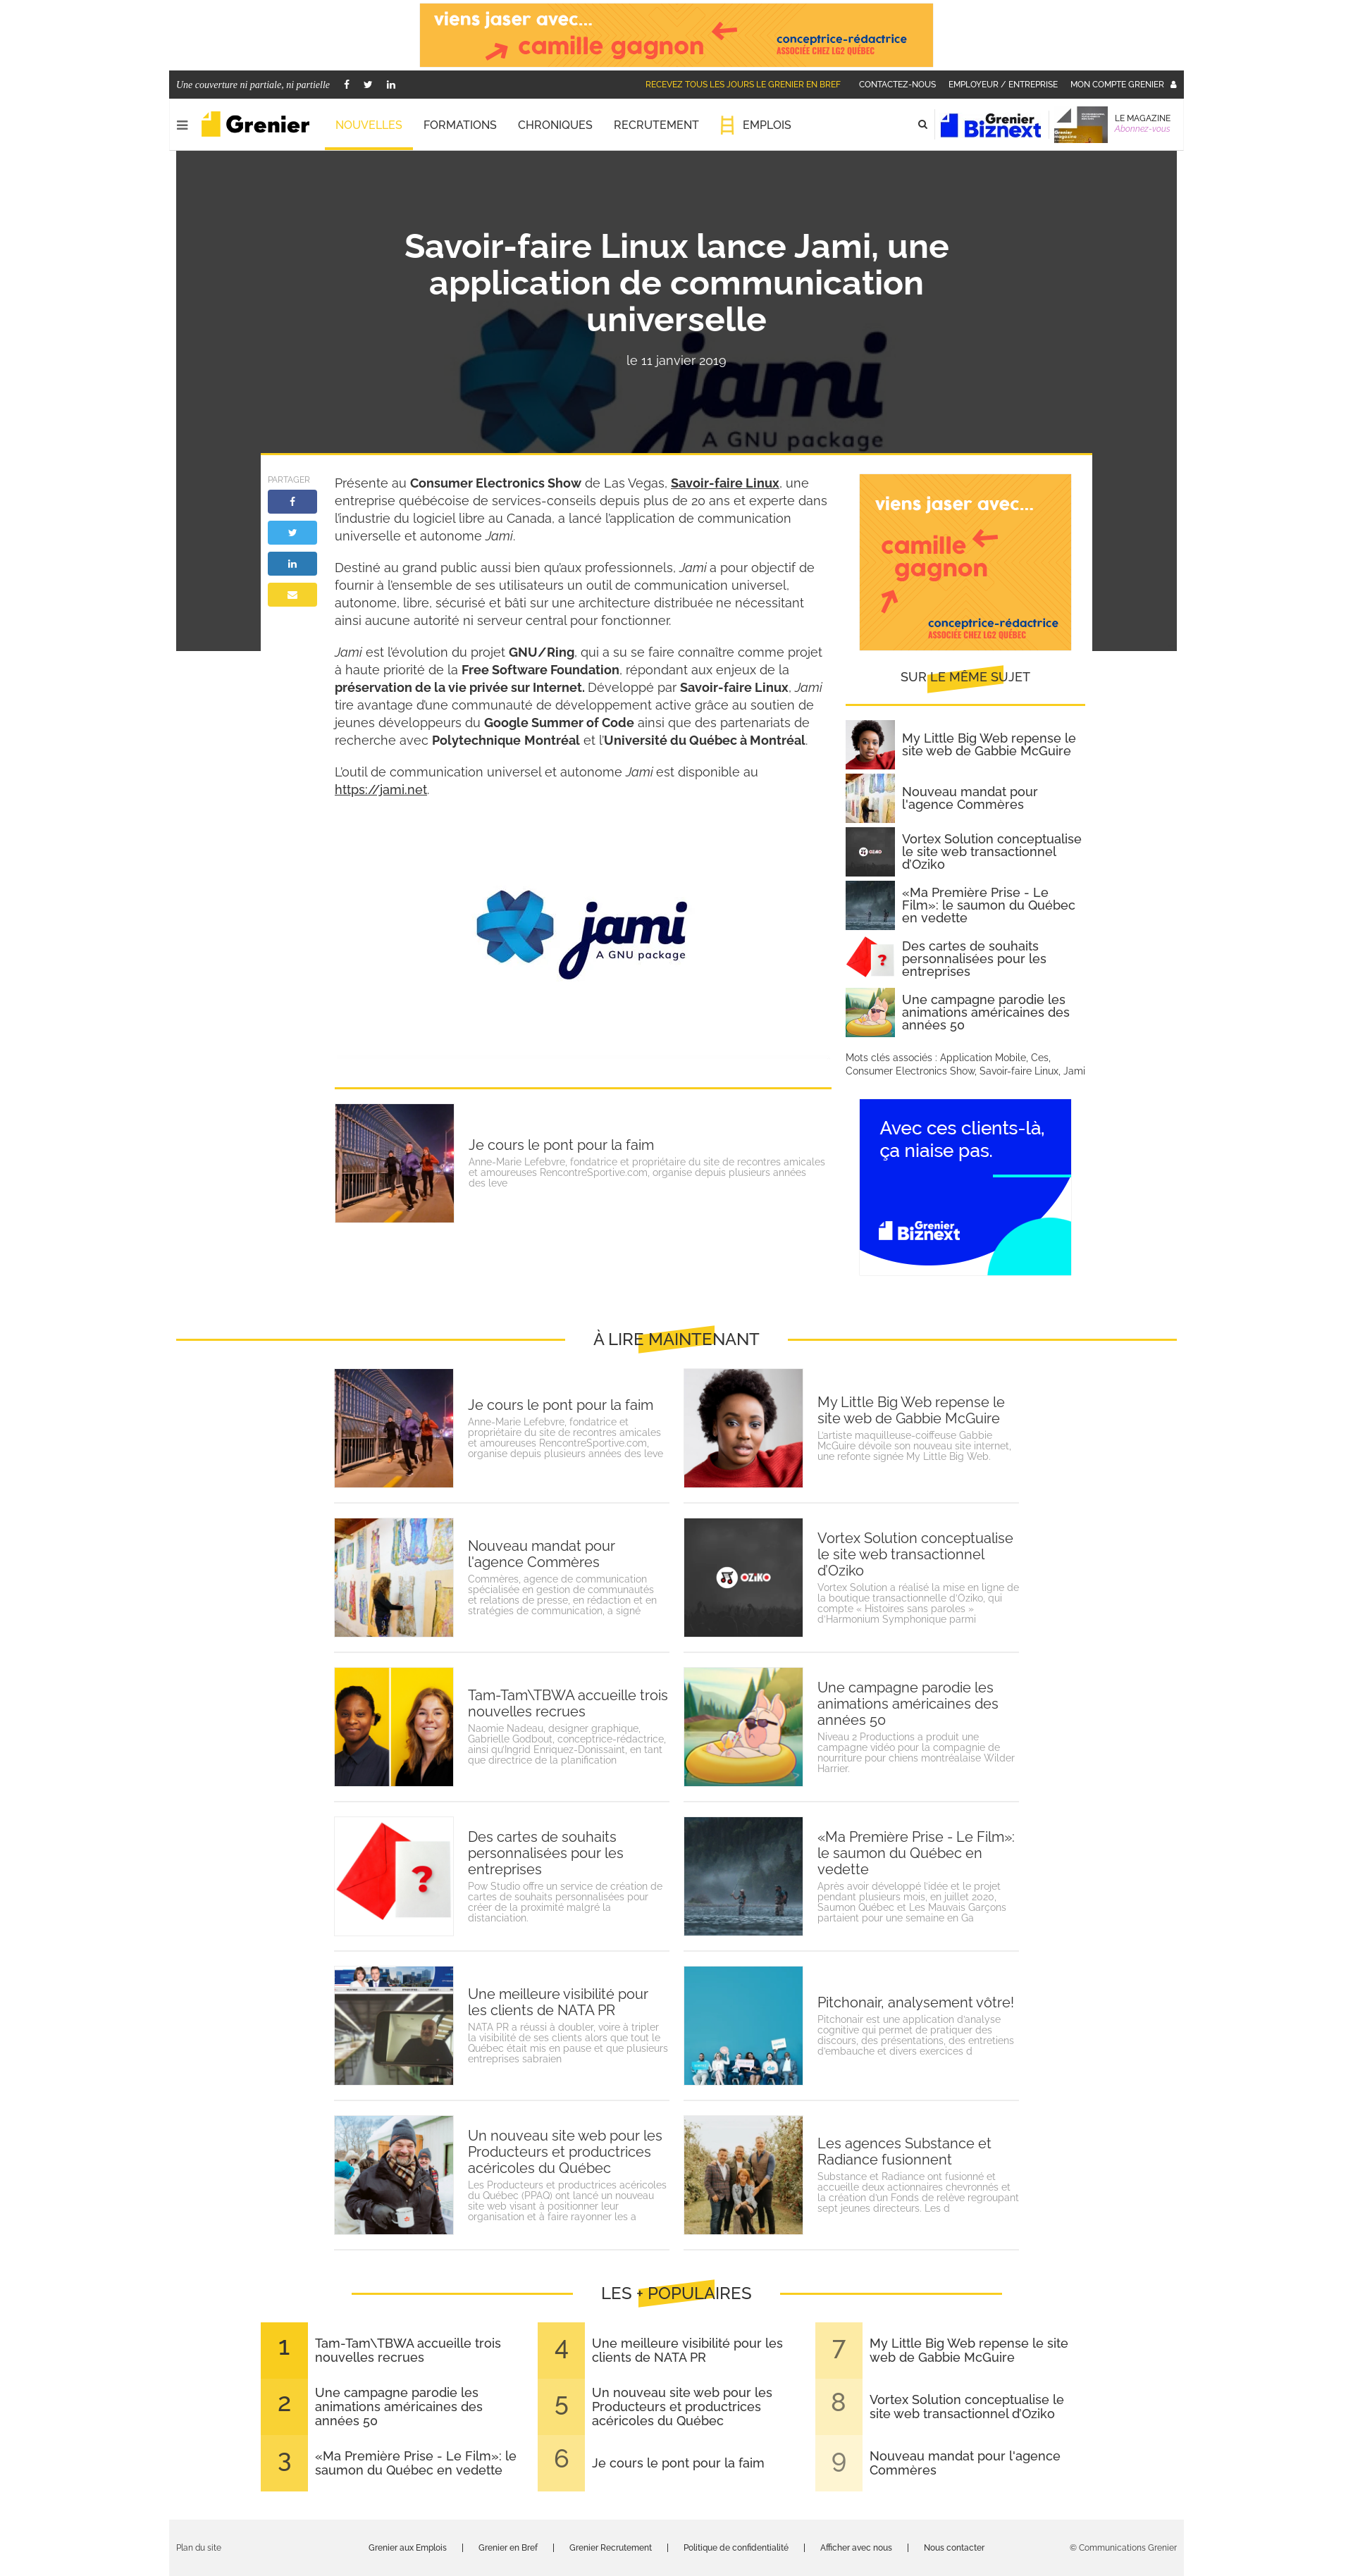 viens jaser avec...
camille gagnon
conceptrice-rédactrice
ASSOCIÉE CHEZ LG2 QUÉBEC
Une couverture ni partiale, ni partielle
RECEVEZ TOUS LES JOURS LE GRENIER EN BREF
CONTACTEZ-NOUS
EMPLOYEUR / ENTREPRISE
MON COMPTE GRENIER
Grenier
NOUVELLES
FORMATIONS
CHRONIQUES
RECRUTEMENT
EMPLOIS
Grenier
Biznext
LE MAGAZINE
Abonnez-vous
Savoir-faire Linux lance Jami, une
application de communication
universelle
le 11 janvier 2019
jami
A GNU package
PARTAGER
Présente au Consumer Electronics Show de Las Vegas, Savoir-faire Linux, une
entreprise québécoise de services-conseils depuis plus de 20 ans et experte dans
l'industrie du logiciel libre au Canada, a lancé l'application de communication
universelle et autonome Jami.
Destiné au grand public aussi bien qu'aux professionnels, Jami a pour objectif de
fournir à l'ensemble de ses utilisateurs un outil de communication universel,
autonome, libre, sécurisé et bâti sur une architecture distribuée ne nécessitant
ainsi aucune autorité ni serveur central pour fonctionner.
Jami est l'évolution du projet GNU/Ring, qui a su se faire connaître comme projet
à haute priorité de la Free Software Foundation, répondant aux enjeux de la
préservation de la vie privée sur Internet. Développé par Savoir-faire Linux, Jami
tire avantage d'une communauté de développement active grâce au soutien de
jeunes développeurs du Google Summer of Code ainsi que des partenariats de
recherche avec Polytechnique Montréal et l'Université du Québec à Montréal.
L'outil de communication universel et autonome Jami est disponible au
https://jami.net.
jami
A GNU package
Je cours le pont pour la faim
Anne-Marie Lefebvre, fondatrice et propriétaire du site de recontres amicales
et amoureuses RencontreSportive.com, organise depuis plusieurs années
des leve
viens jaser avec...
camille
gagnon
conceptrice-rédactrice
ASSOCIÉE CHEZ LG2 QUÉBEC
SUR LE MÊME SUJET
My Little Big Web repense le
site web de Gabbie McGuire
Nouveau mandat pour
l'agence Commères
OZIKO
Vortex Solution conceptualise
le site web transactionnel
d'Oziko
«Ma Première Prise - Le
Film»: le saumon du Québec
en vedette
?
Des cartes de souhaits
personnalisées pour les
entreprises
Une campagne parodie les
animations américaines des
années 50
Mots clés associés : Application Mobile, Ces,
Consumer Electronics Show, Savoir-faire Linux, Jami
Avec ces clients-là,
ça niaise pas.
Grenier
Biznext
À LIRE MAINTENANT
Je cours le pont pour la faim
Anne-Marie Lefebvre, fondatrice et
propriétaire du site de recontres amicales
et amoureuses RencontreSportive.com,
organise depuis plusieurs années des leve
My Little Big Web repense le
site web de Gabbie McGuire
L'artiste maquilleuse-coiffeuse Gabbie
McGuire dévoile son nouveau site internet,
une refonte signée My Little Big Web.
Nouveau mandat pour
l'agence Commères
Commères, agence de communication
spécialisée en gestion de communautés
et relations de presse, en rédaction et en
stratégies de communication, a signé
OZIKO
Vortex Solution conceptualise
le site web transactionnel
d'Oziko
Vortex Solution a réalisé la mise en ligne de
la boutique transactionnelle d'Oziko, qui
compte « Histoires sans paroles »
d'Harmonium Symphonique parmi
Tam-Tam\TBWA accueille trois
nouvelles recrues
Naomie Nadeau, designer graphique,
Gabrielle Godbout, conceptrice-rédactrice,
ainsi qu'Ingrid Enriquez-Donissaint, en tant
que directrice de la planification
Une campagne parodie les
animations américaines des
années 50
Niveau 2 Productions a produit une
campagne vidéo pour la compagnie de
nourriture pour chiens montréalaise Wilder
Harrier.
?
Des cartes de souhaits
personnalisées pour les
entreprises
Pow Studio offre un service de création de
cartes de souhaits personnalisées pour
créer de la proximité malgré la
distanciation.
«Ma Première Prise - Le Film»:
le saumon du Québec en
vedette
Après avoir développé l'idée et le projet
pendant plusieurs mois, en juillet 2020,
Saumon Québec et Les Mauvais Garçons
partaient pour une semaine en Ga
Une meilleure visibilité pour
les clients de NATA PR
NATA PR a réussi à doubler, voire à tripler
la visibilité de ses clients alors que tout le
Québec était mis en pause et que plusieurs
entreprises sabraien
Pitchonair, analysement vôtre!
Pitchonair est une application d'analyse
cognitive qui permet de pratiquer des
discours, des présentations, des entretiens
d'embauche et divers exercices d
Un nouveau site web pour les
Producteurs et productrices
acéricoles du Québec
Les Producteurs et productrices acéricoles
du Québec (PPAQ) ont lancé un nouveau
site web visant à positionner leur
organisation et à faire rayonner les a
Les agences Substance et
Radiance fusionnent
Substance et Radiance ont fusionné et
accueille deux actionnaires chevronnés et
la création d'un Fonds de relève regroupant
sept jeunes directeurs. Les d
LES + POPULAIRES
1
Tam-Tam\TBWA accueille trois
nouvelles recrues
2
Une campagne parodie les
animations américaines des
années 50
3
«Ma Première Prise - Le Film»: le
saumon du Québec en vedette
4
Une meilleure visibilité pour les
clients de NATA PR
5
Un nouveau site web pour les
Producteurs et productrices
acéricoles du Québec
6
Je cours le pont pour la faim
7
My Little Big Web repense le site
web de Gabbie McGuire
8
Vortex Solution conceptualise le
site web transactionnel d'Oziko
9
Nouveau mandat pour l'agence
Commères
Plan du site
Grenier aux Emplois | Grenier en Bref | Grenier Recrutement | Politique de confidentialité | Afficher avec nous | Nous contacter
© Communications Grenier